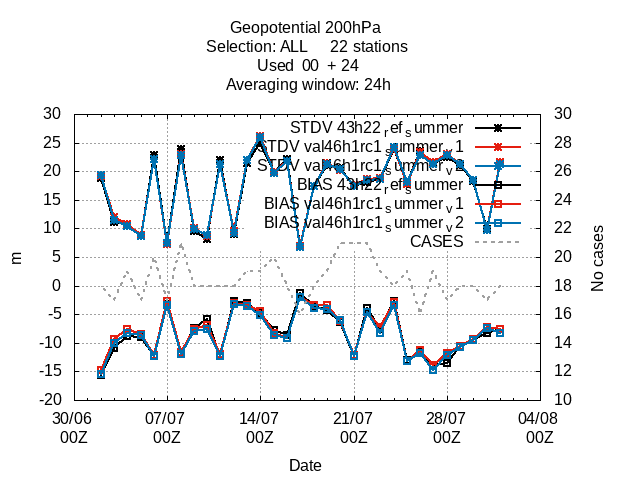 Geopotential 200hPa
Selection: ALL 22 stations
Used 00 + 24
Averaging window: 24h
30
25
20
15
10
5
0
-5
-10
-15
-20
m
30
28
26
24
22
20
18
16
14
12
10
No cases
STDV 43h22ref_summer
STDV val46h1rc1_summer_v1
STDV val46h1rc1_summer_v2
BIAS 43h22ref_summer
BIAS val46h1rc1_summer_v1
BIAS val46h1rc1_summer_v2
CASES
30/06 07/07 14/07 21/07 28/07 04/08
00Z 00Z 00Z 00Z 00Z 00Z
Date